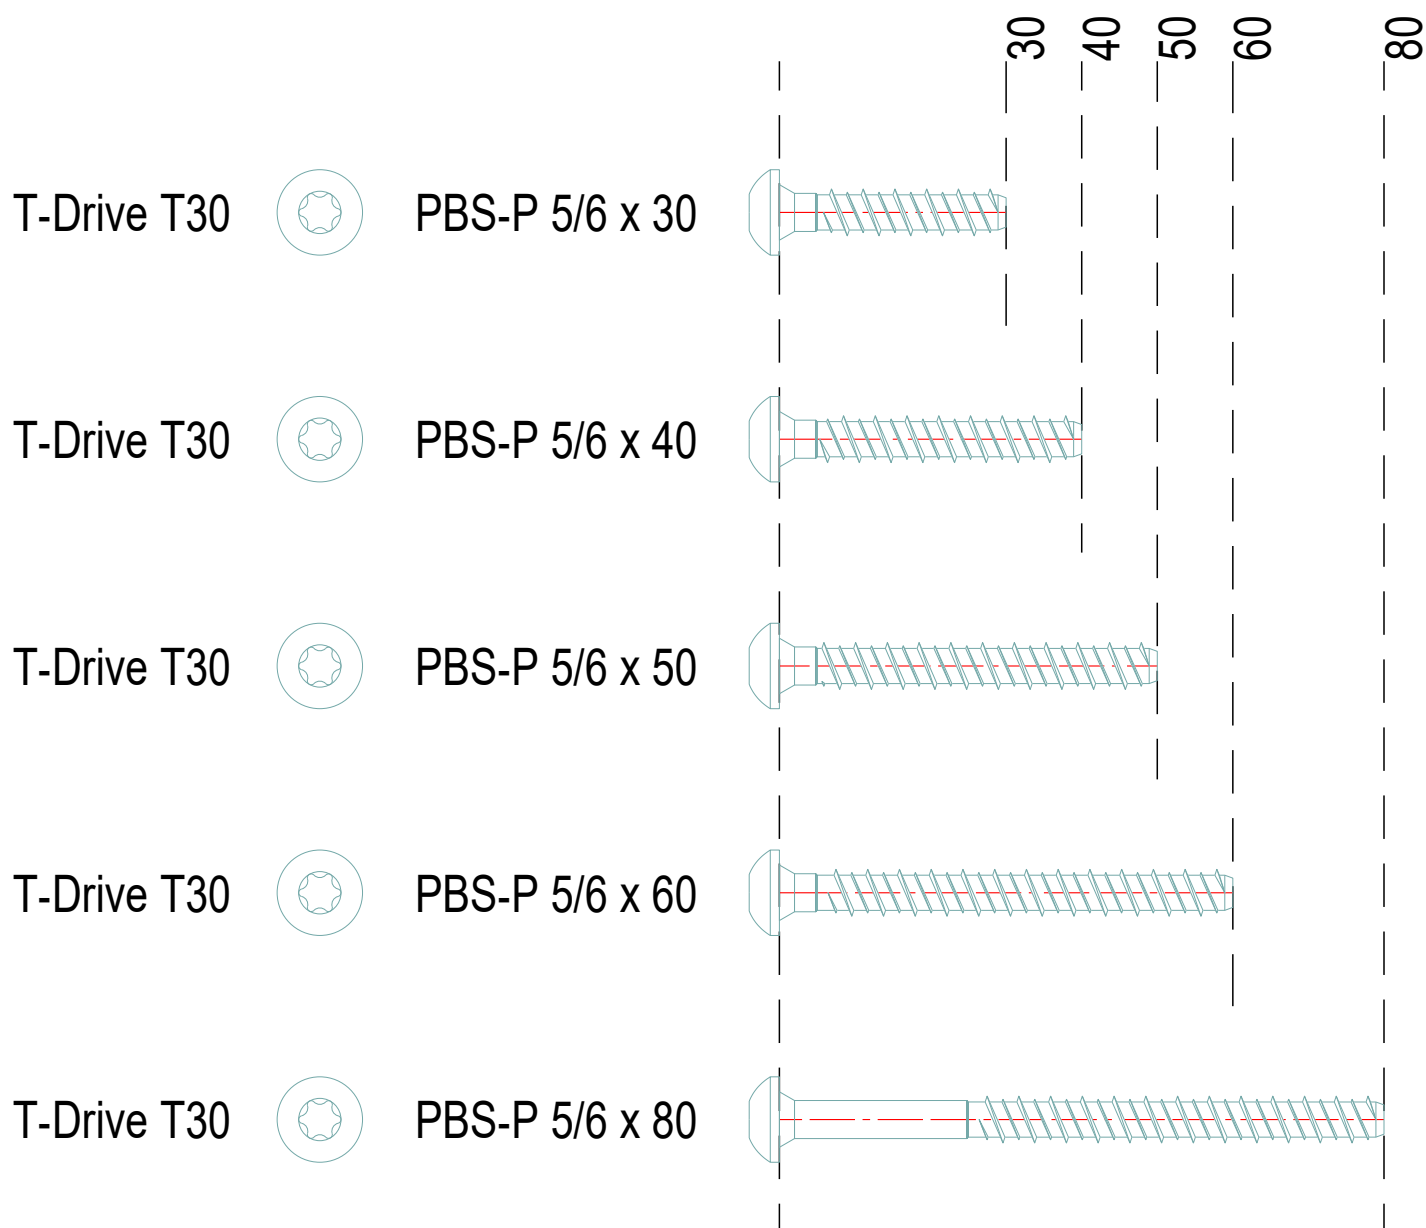 30 40 50 60 80
T-Drive T30 PBS-P 5/6 x 30
T-Drive T30 PBS-P 5/6 x 40
T-Drive T30 PBS-P 5/6 x 50
T-Drive T30 PBS-P 5/6 x 60
T-Drive T30 PBS-P 5/6 x 80